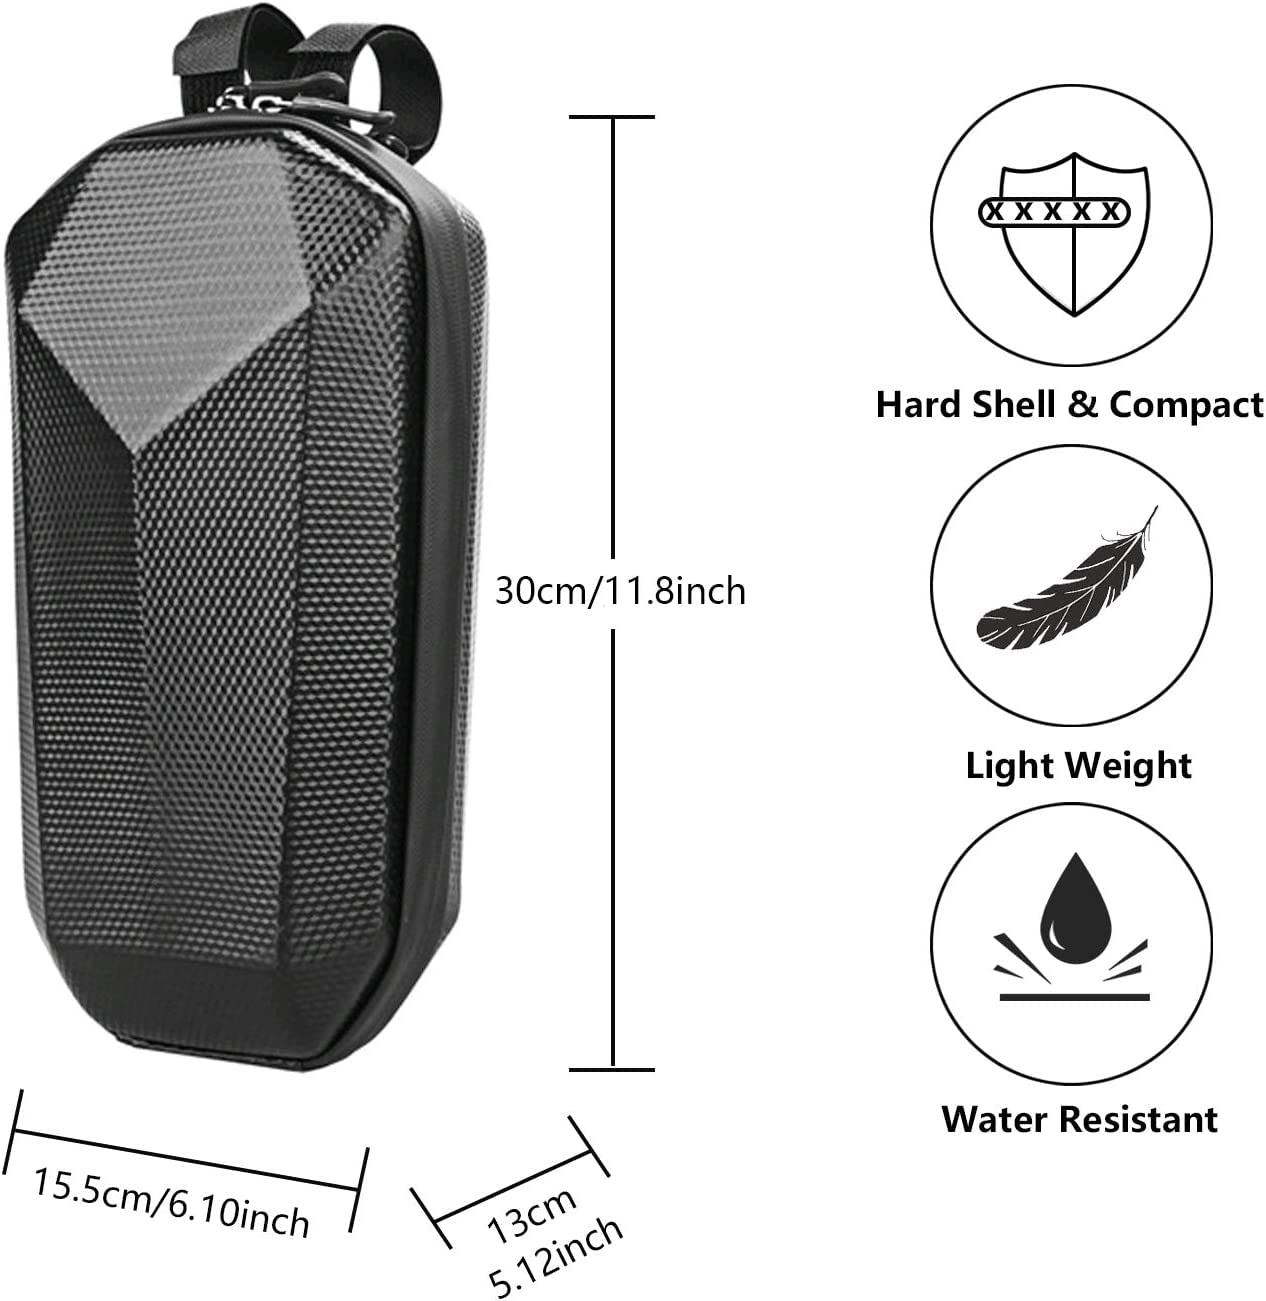 X X X X X
Hard Shell & Compact
30cm/11.8inch
Light Weight
Water Resistant
15.5cm/6.10inch
13cm
5.12inch